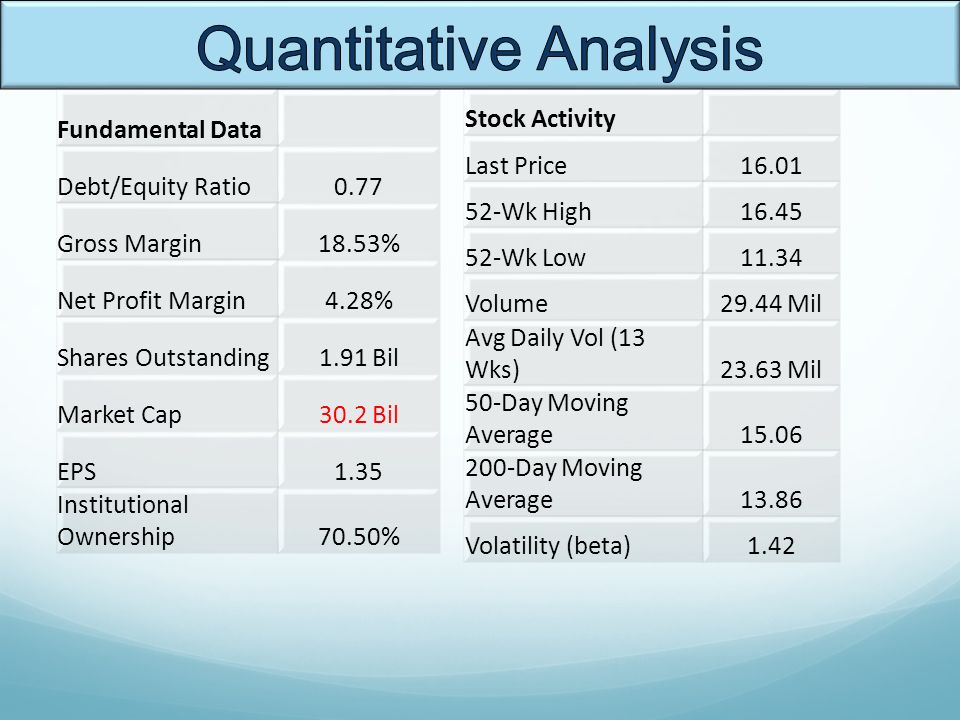 Quantitative Analysis
Fundamental Data
Debt/Equity Ratio 0.77
Gross Margin 18.53%
Net Profit Margin 4.28%
Shares Outstanding 1.91 Bil
Market Cap 30.2 Bil
EPS 1.35
Institutional
Ownership 70.50%
Stock Activity
Last Price 16.01
52-Wk High 16.45
52-Wk Low 11.34
Volume 29.44 Mil
Avg Daily Vol (13
Wks) 23.63 Mil
50-Day Moving
Average 15.06
200-Day Moving
Average 13.86
Volatility (beta) 1.42